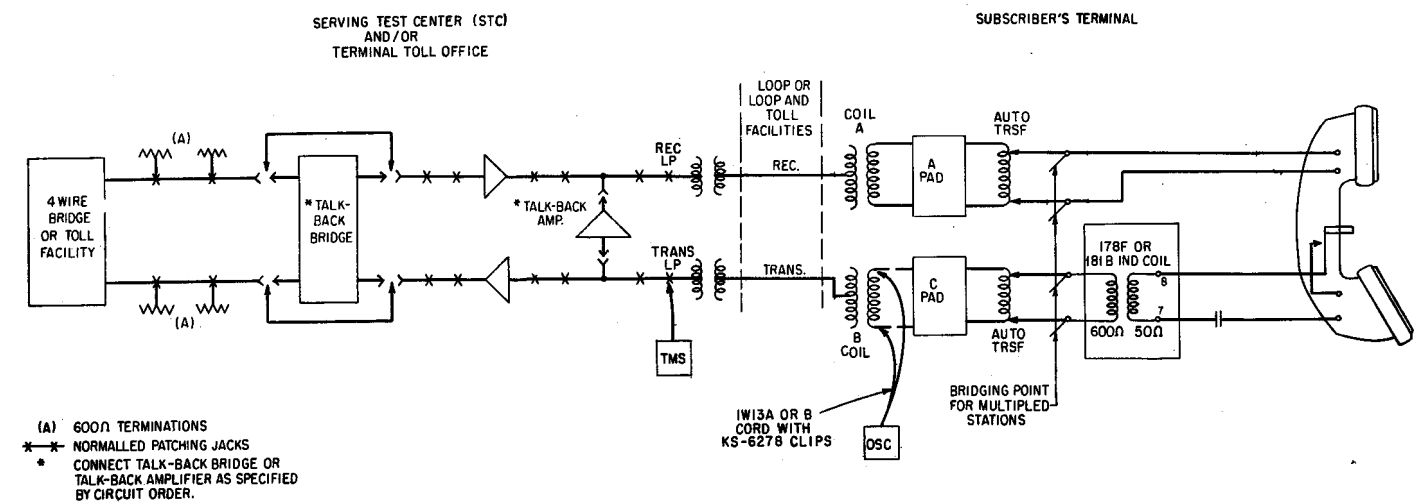 SERVING TEST CENTER (STC)
AND/OR
TERMINAL TOLL OFFICE
SUBSCRIBER'S TERMINAL
LOOP OR
LOOP AND
TOLL
FACILITIES
COIL
A
AUTO
TRSF
(A)
REC
LP
REC.
A
PAD
4 WIRE
BRIDGE
OR TOLL
FACILITY
* TALK-
BACK
BRIDGE
* TALK-BACK
AMP.
TRANS
LP
TRANS.
178F OR
181B IND COIL
C
PAD
8
7
(A)
B
COIL
AUTO
TRSF
600Ω 50Ω
TMS
BRIDGING POINT
FOR MULTIPLED
STATIONS
1W13A OR B
CORD WITH
KS-6278 CLIPS
OSC
(A) 600Ω TERMINATIONS
NORMALLED PATCHING JACKS
* CONNECT TALK-BACK BRIDGE OR
TALK-BACK AMPLIFIER AS SPECIFIED
BY CIRCUIT ORDER.